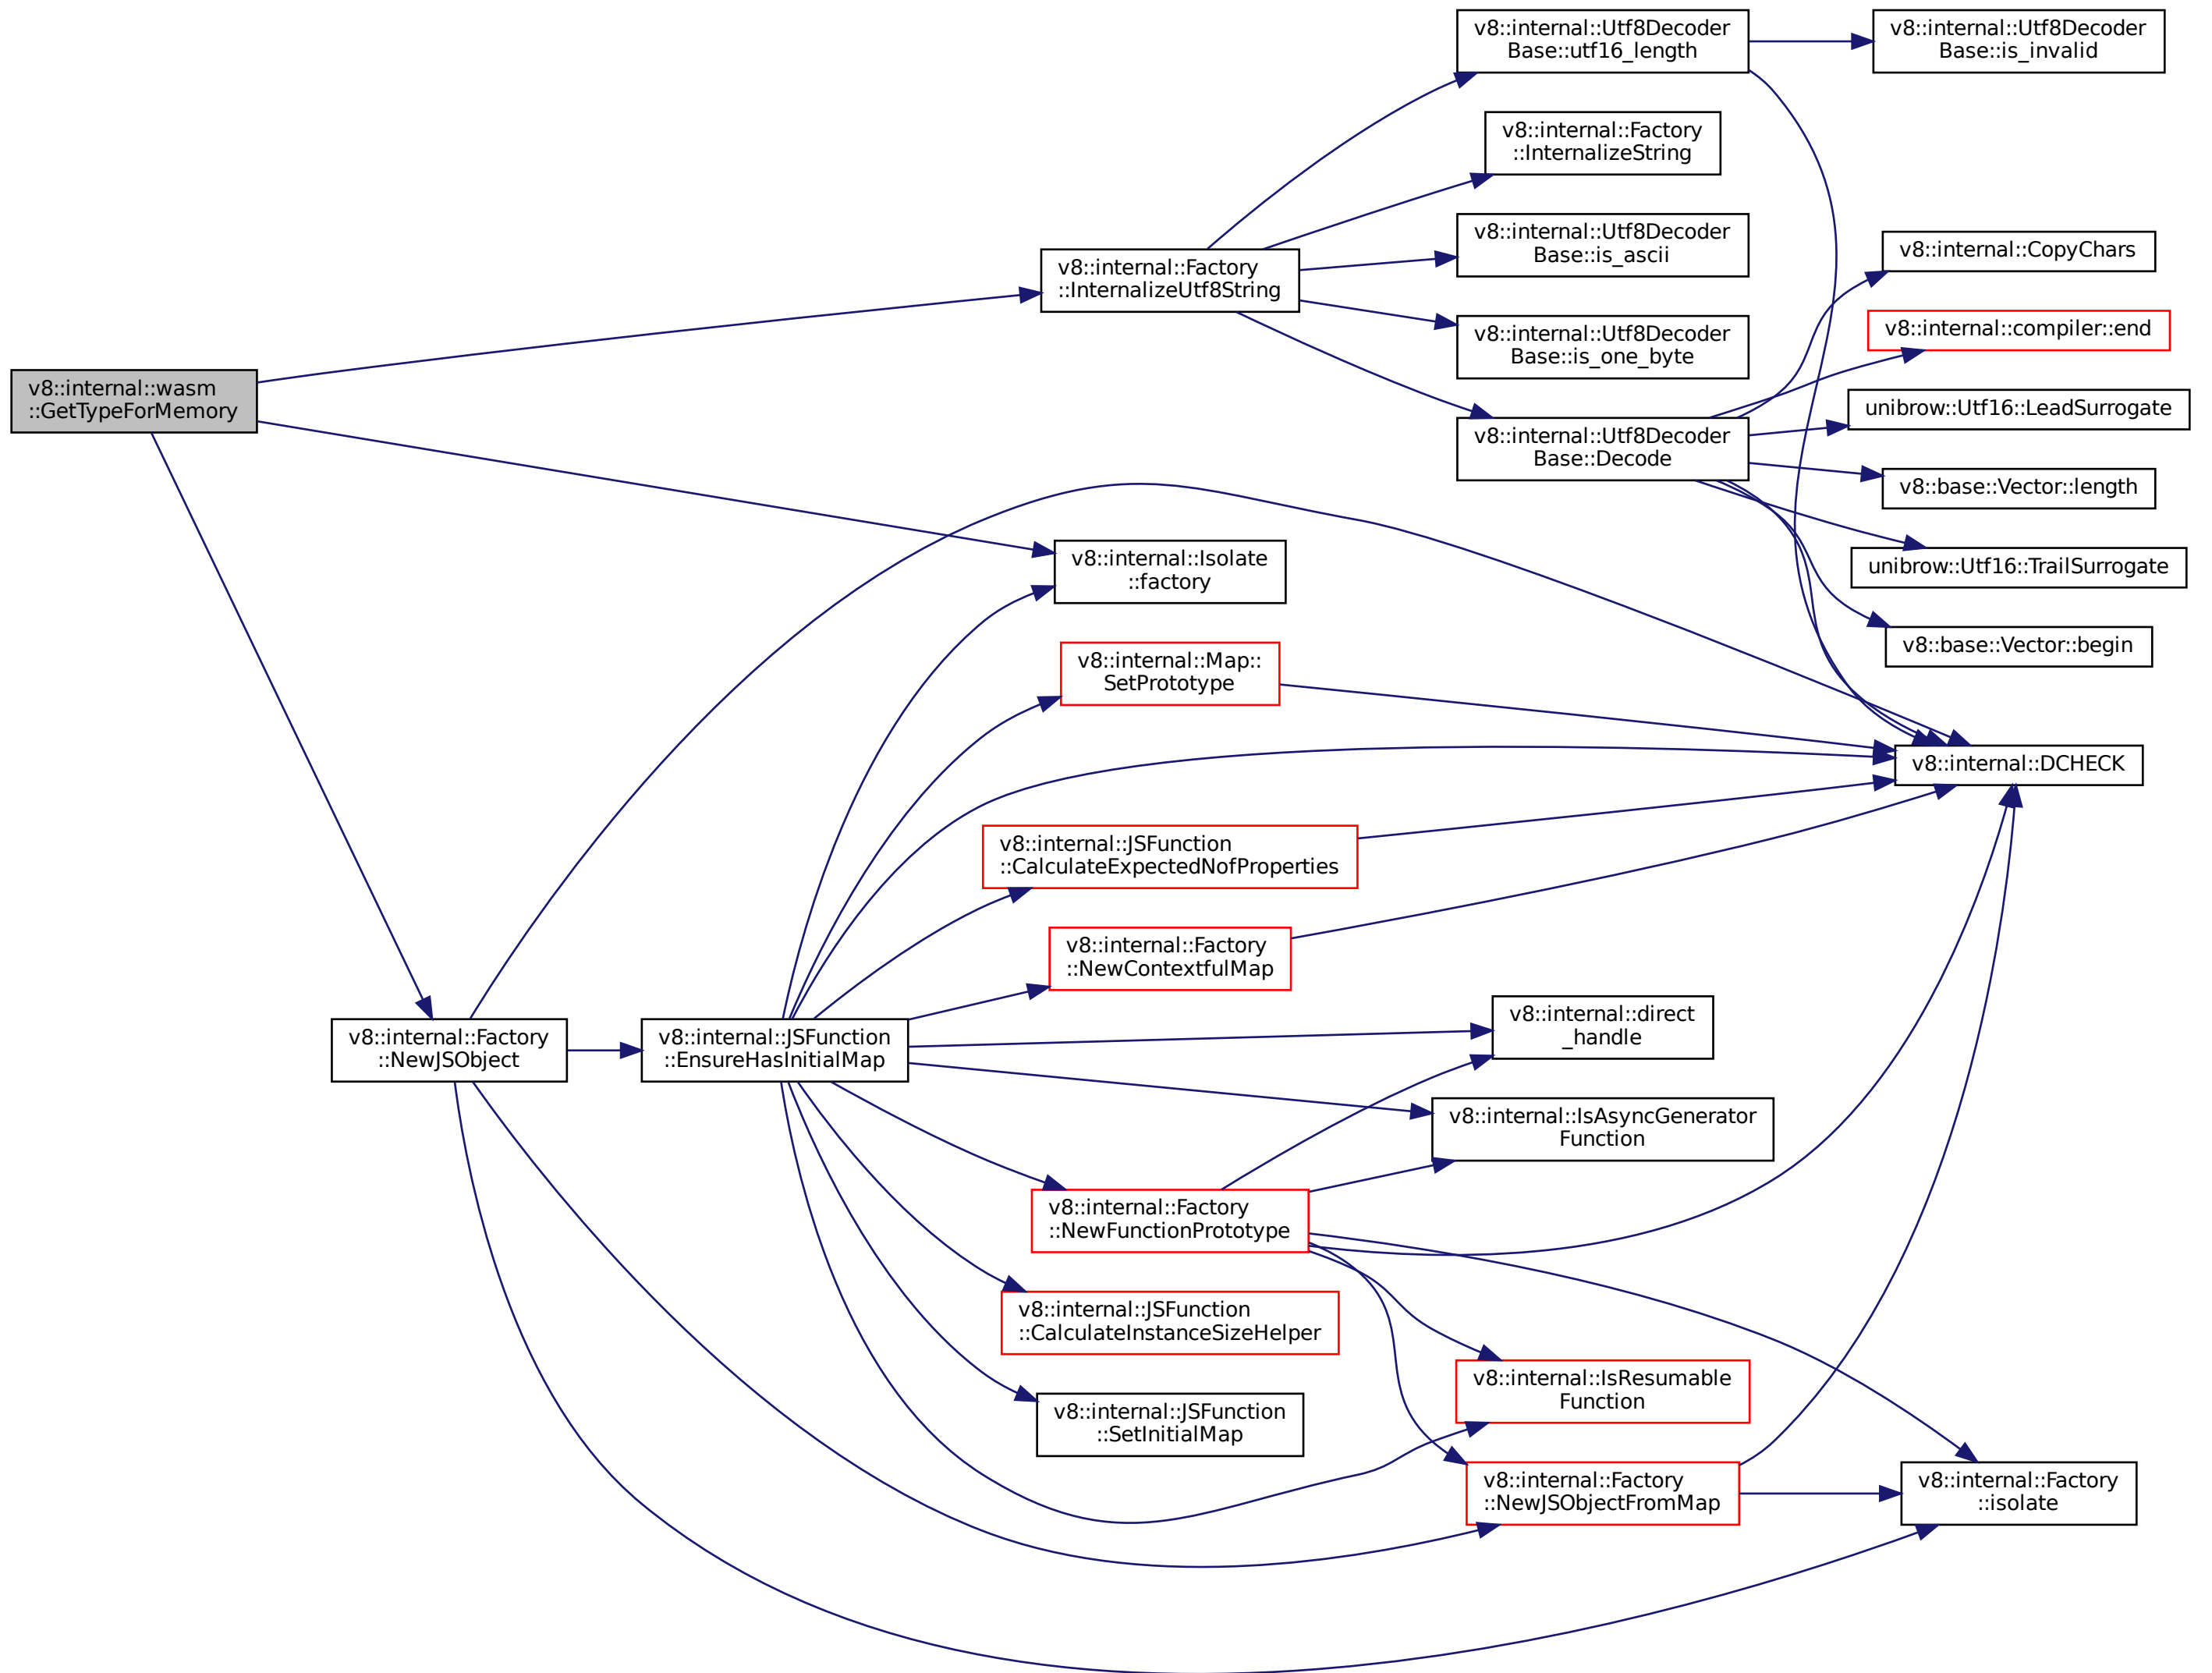 v8::internal::Utf8Decoder
Base::utf16_length
v8::internal::Utf8Decoder
Base::is_invalid
v8::internal::Factory
::InternalizeString
v8::internal::Utf8Decoder
Base::is_ascii
v8::internal::CopyChars
v8::internal::Factory
::InternalizeUtf8String
v8::internal::Utf8Decoder
Base::is_one_byte
v8::internal::compiler::end
v8::internal::wasm
::GetTypeForMemory
unibrow::Utf16::LeadSurrogate
v8::internal::Utf8Decoder
Base::Decode
v8::base::Vector::length
v8::internal::Isolate
::factory
unibrow::Utf16::TrailSurrogate
v8::base::Vector::begin
v8::internal::Map::
SetPrototype
v8::internal::DCHECK
v8::internal::JSFunction
::CalculateExpectedNofProperties
v8::internal::Factory
::NewContextfulMap
v8::internal::direct
_handle
v8::internal::Factory
::NewJSObject
v8::internal::JSFunction
::EnsureHasInitialMap
v8::internal::IsAsyncGenerator
Function
v8::internal::Factory
::NewFunctionPrototype
v8::internal::JSFunction
::CalculateInstanceSizeHelper
v8::internal::IsResumable
Function
v8::internal::JSFunction
::SetInitialMap
v8::internal::Factory
::NewJSObjectFromMap
v8::internal::Factory
::isolate